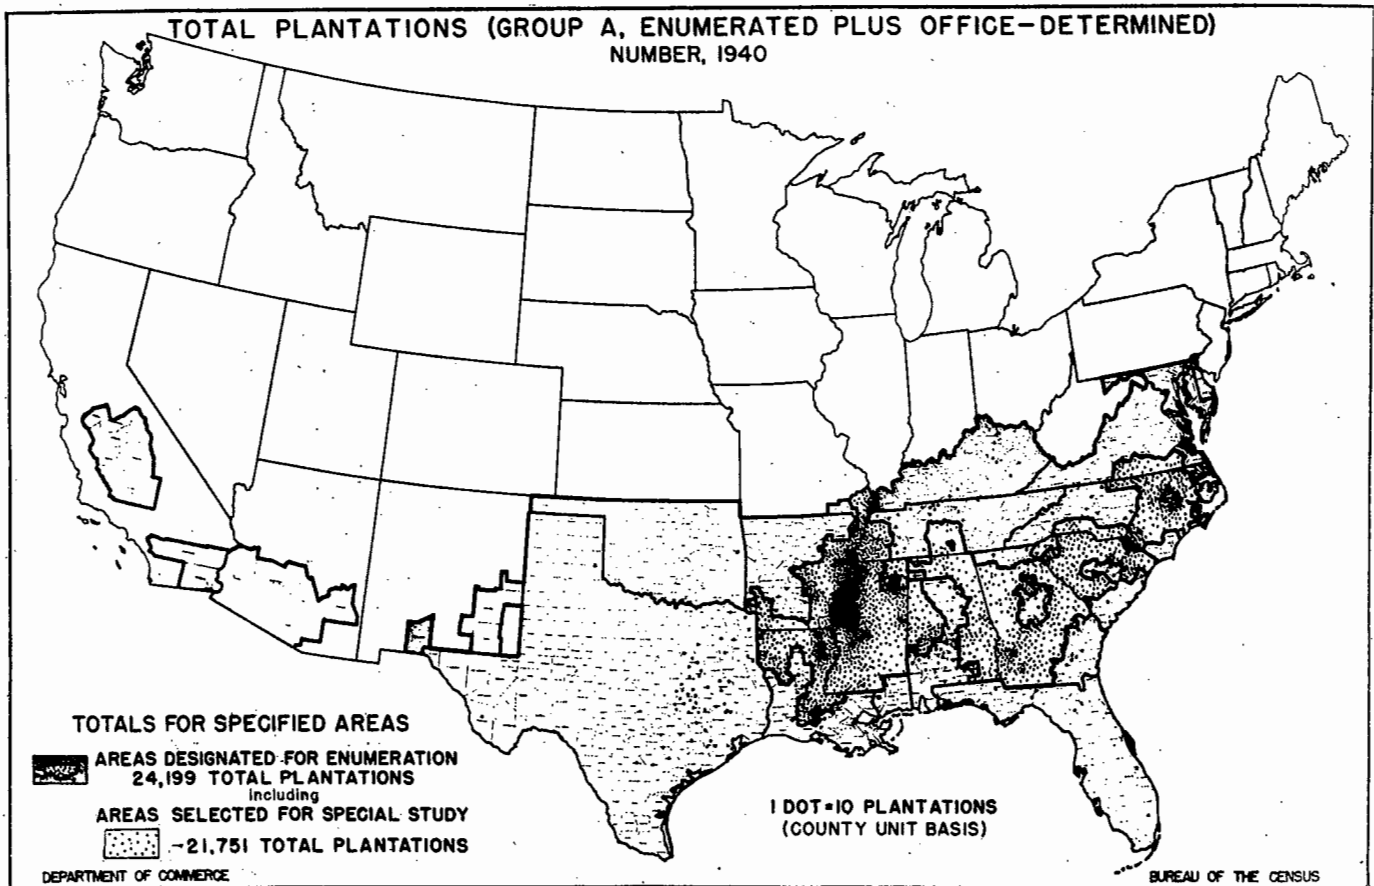 TOTAL PLANTATIONS (GROUP A, ENUMERATED PLUS OFFICE-DETERMINED)
NUMBER, 1940
TOTALS FOR SPECIFIED AREAS
AREAS DESIGNATED FOR ENUMERATION
24,199 TOTAL PLANTATIONS
including
AREAS SELECTED FOR SPECIAL STUDY
-21,751 TOTAL PLANTATIONS
1 DOT=10 PLANTATIONS
(COUNTY UNIT BASIS)
DEPARTMENT OF COMMERCE
BUREAU OF THE CENSUS